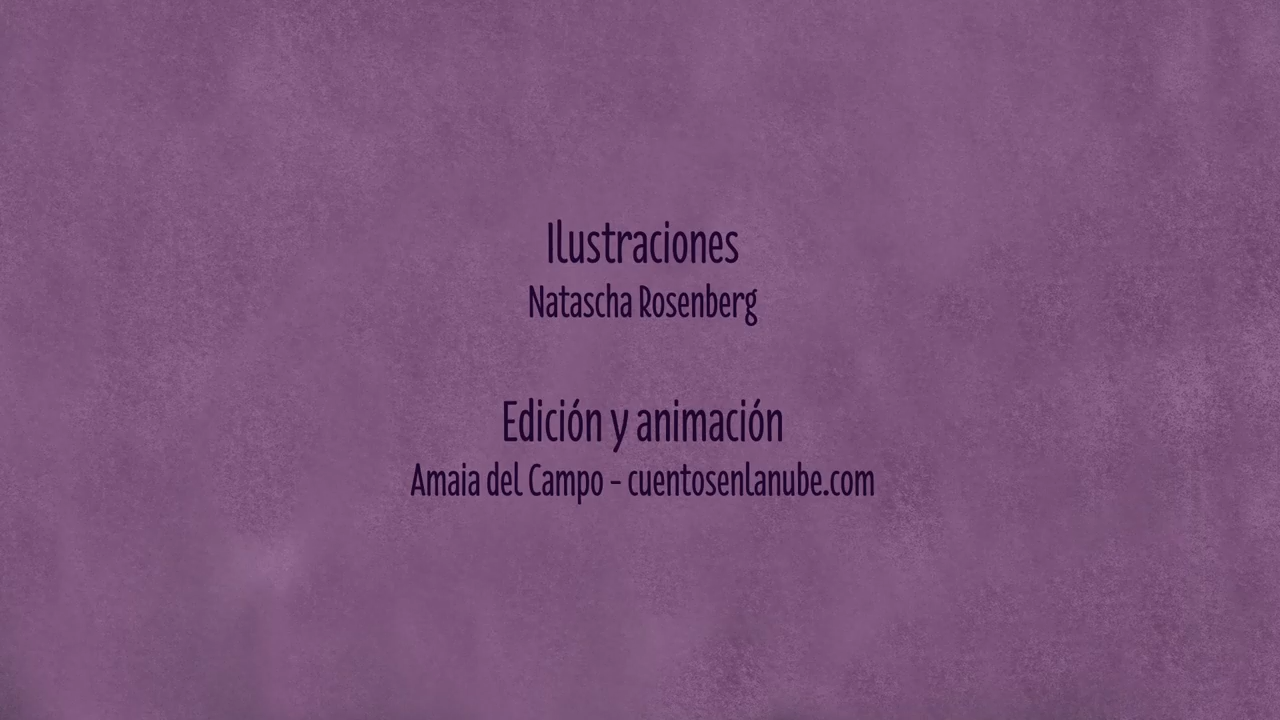 Ilustraciones
Natascha Rosenberg
Edición y animación
Amaia del Campo - cuentosenlanube.com